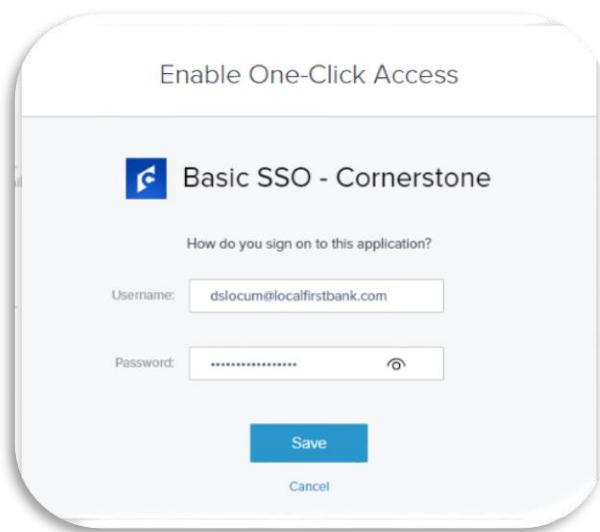 Enable One-Click Access
Basic SSO - Cornerstone
How do you sign on to this application?
Username: dslocum@localfirstbank.com
Password: •••••••••••••••••
Save
Cancel